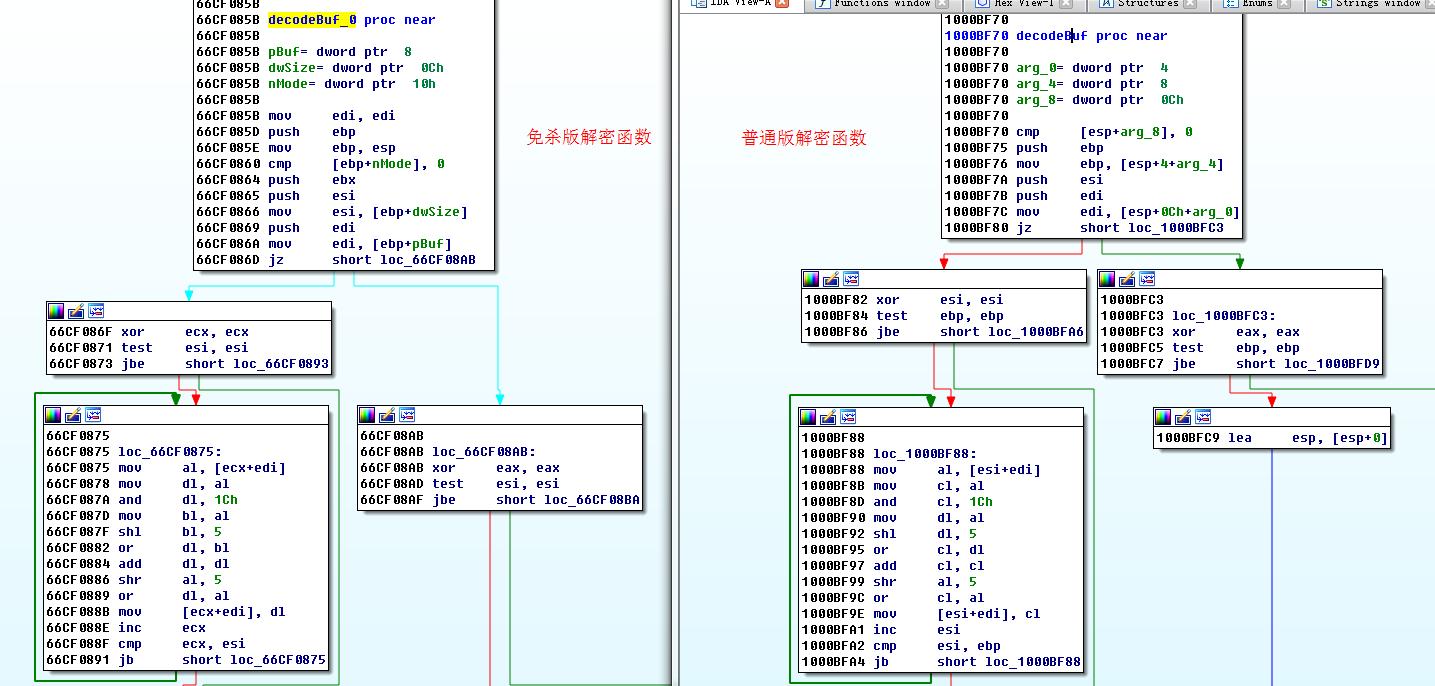 66CF085B
66CF085B decodeBuf_0 proc near
66CF085B
66CF085B pBuf= dword ptr  8
66CF085B dwSize= dword ptr  0Ch
66CF085B nMode= dword ptr  10h
66CF085B
66CF085B mov     edi, edi
66CF085D push    ebp
66CF085E mov     ebp, esp
66CF0860 cmp     [ebp+nMode], 0
66CF0864 push    ebx
66CF0865 push    esi
66CF0866 mov     esi, [ebp+dwSize]
66CF0869 push    edi
66CF086A mov     edi, [ebp+pBuf]
66CF086D jz      short loc_66CF08AB
免杀版解密函数
66CF086F xor     ecx, ecx
66CF0871 test    esi, esi
66CF0873 jbe     short loc_66CF0893
66CF0875
66CF0875 loc_66CF0875:
66CF0875 mov     al, [ecx+edi]
66CF0878 mov     dl, al
66CF087A and     dl, 1Ch
66CF087D mov     bl, al
66CF087F shl     bl, 5
66CF0882 or      dl, bl
66CF0884 add     dl, dl
66CF0886 shr     al, 5
66CF0889 or      dl, al
66CF088B mov     [ecx+edi], dl
66CF088E inc     ecx
66CF088F cmp     ecx, esi
66CF0891 jb      short loc_66CF0875
66CF08AB
66CF08AB loc_66CF08AB:
66CF08AB xor     eax, eax
66CF08AD test    esi, esi
66CF08AF jbe     short loc_66CF08BA
IDA View-A
Functions window
Hex View-1
Structures
Enums
Strings window
1000BF70
1000BF70 decodeBuf proc near
1000BF70
1000BF70 arg_0= dword ptr  4
1000BF70 arg_4= dword ptr  8
1000BF70 arg_8= dword ptr  0Ch
1000BF70
1000BF70 cmp     [esp+arg_8], 0
1000BF75 push    ebp
1000BF76 mov     ebp, [esp+4+arg_4]
1000BF7A push    esi
1000BF7B push    edi
1000BF7C mov     edi, [esp+0Ch+arg_0]
1000BF80 jz      short loc_1000BFC3
普通版解密函数
1000BF82 xor     esi, esi
1000BF84 test    ebp, ebp
1000BF86 jbe     short loc_1000BFA6
1000BFC3
1000BFC3 loc_1000BFC3:
1000BFC3 xor     eax, eax
1000BFC5 test    ebp, ebp
1000BFC7 jbe     short loc_1000BFD9
1000BF88
1000BF88 loc_1000BF88:
1000BF88 mov     al, [esi+edi]
1000BF8B mov     cl, al
1000BF8D and     cl, 1Ch
1000BF90 mov     dl, al
1000BF92 shl     dl, 5
1000BF95 or      cl, dl
1000BF97 add     cl, cl
1000BF99 shr     al, 5
1000BF9C or      cl, al
1000BF9E mov     [esi+edi], cl
1000BFA1 inc     esi
1000BFA2 cmp     esi, ebp
1000BFA4 jb      short loc_1000BF88
1000BFC9 lea     esp, [esp+0]